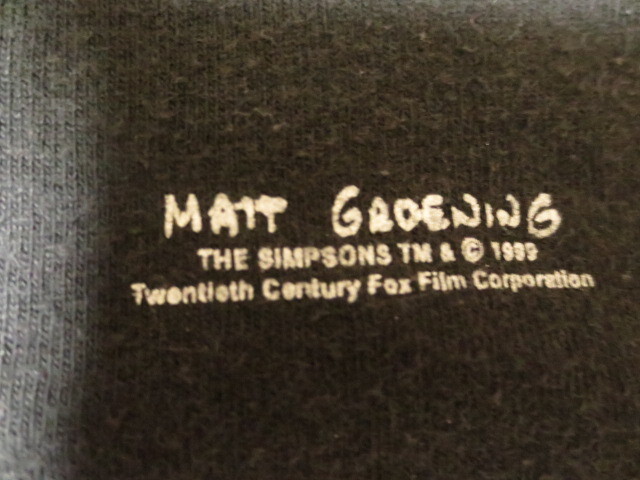 MATT GROENING
THE SIMPSONS TM & © 1999
Twentieth Century Fox Film Corporation